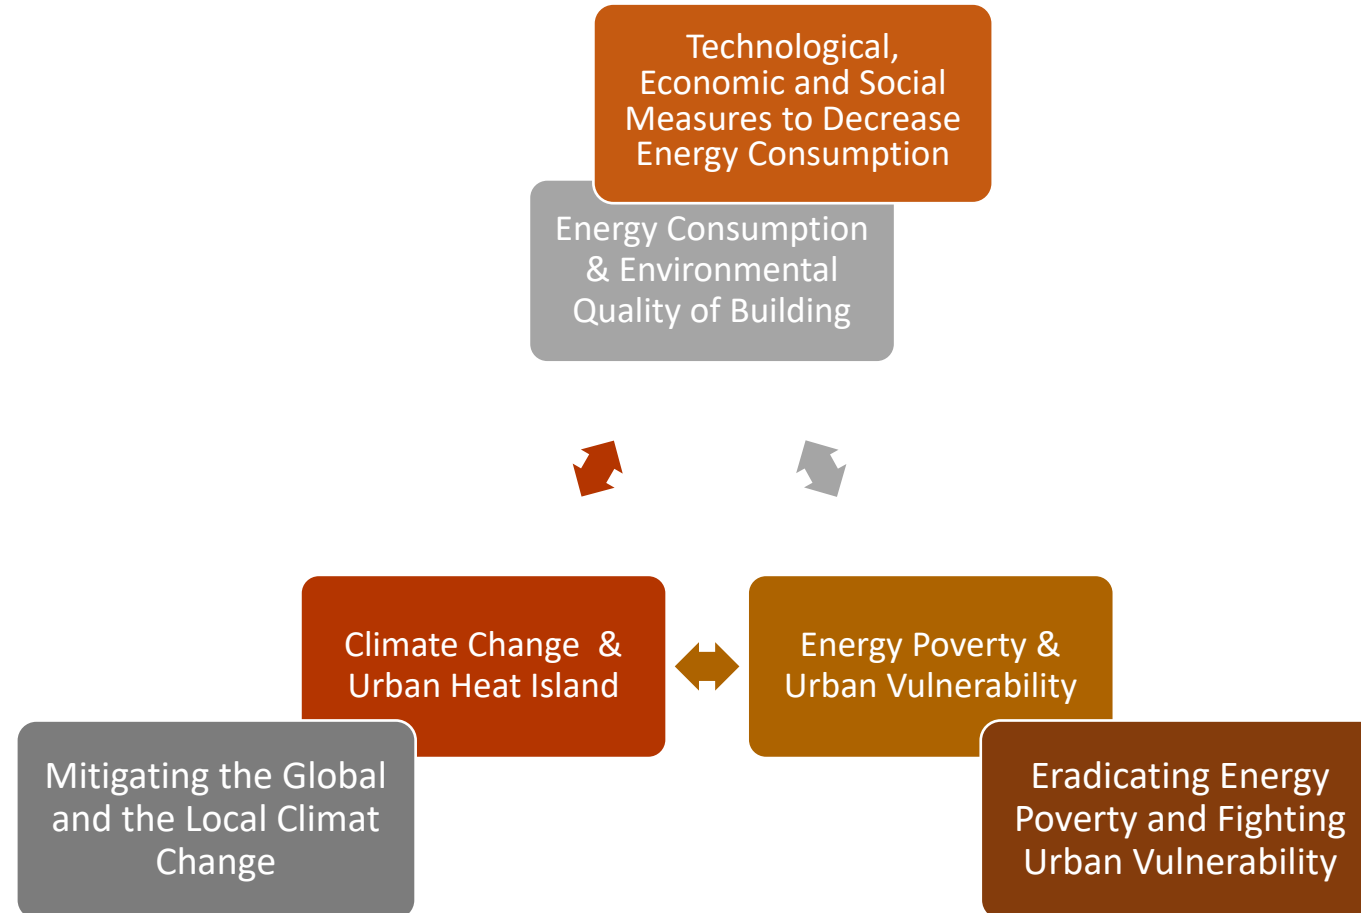 Technological,
Economic and Social
Measures to Decrease
Energy Consumption
Energy Consumption
& Environmental
Quality of Building
Climate Change  &
Urban Heat Island
Energy Poverty &
Urban Vulnerability
Mitigating the Global
and the Local Climat
Change
Eradicating Energy
Poverty and Fighting
Urban Vulnerability